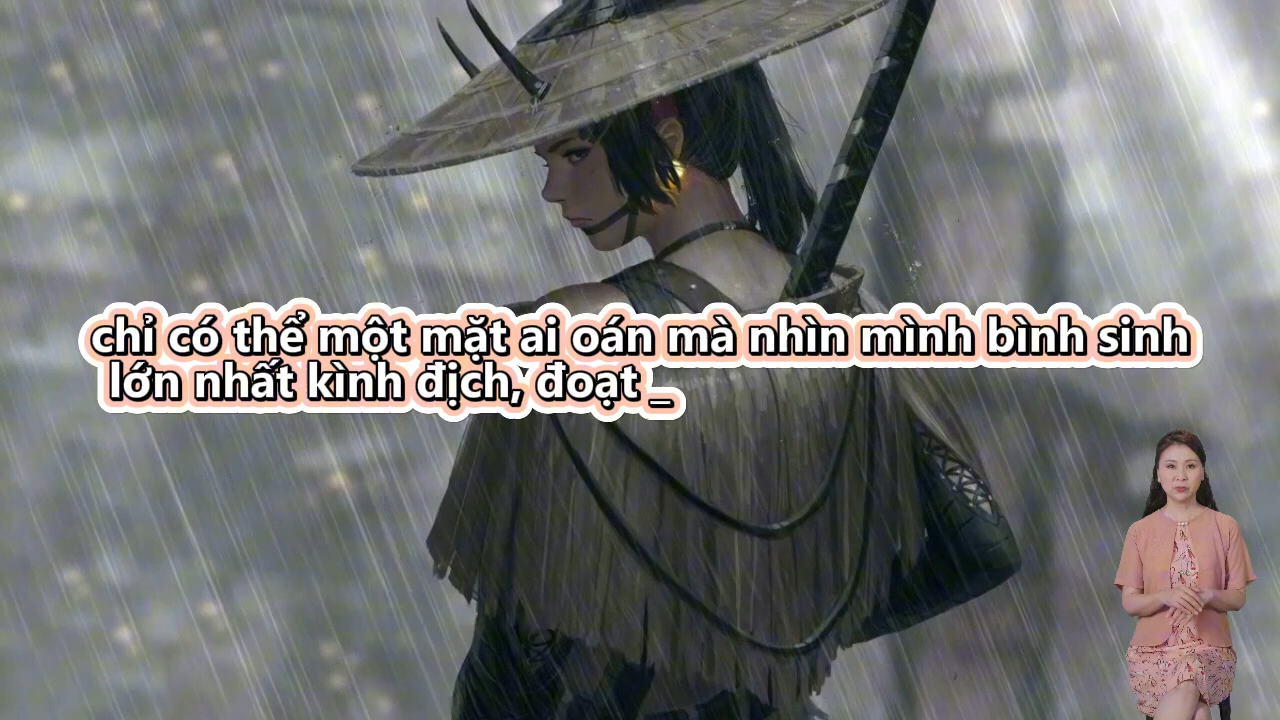 chỉ có thể một mặt ai oán mà nhìn mình bình sinh
lớn nhất kình địch, đoạt _